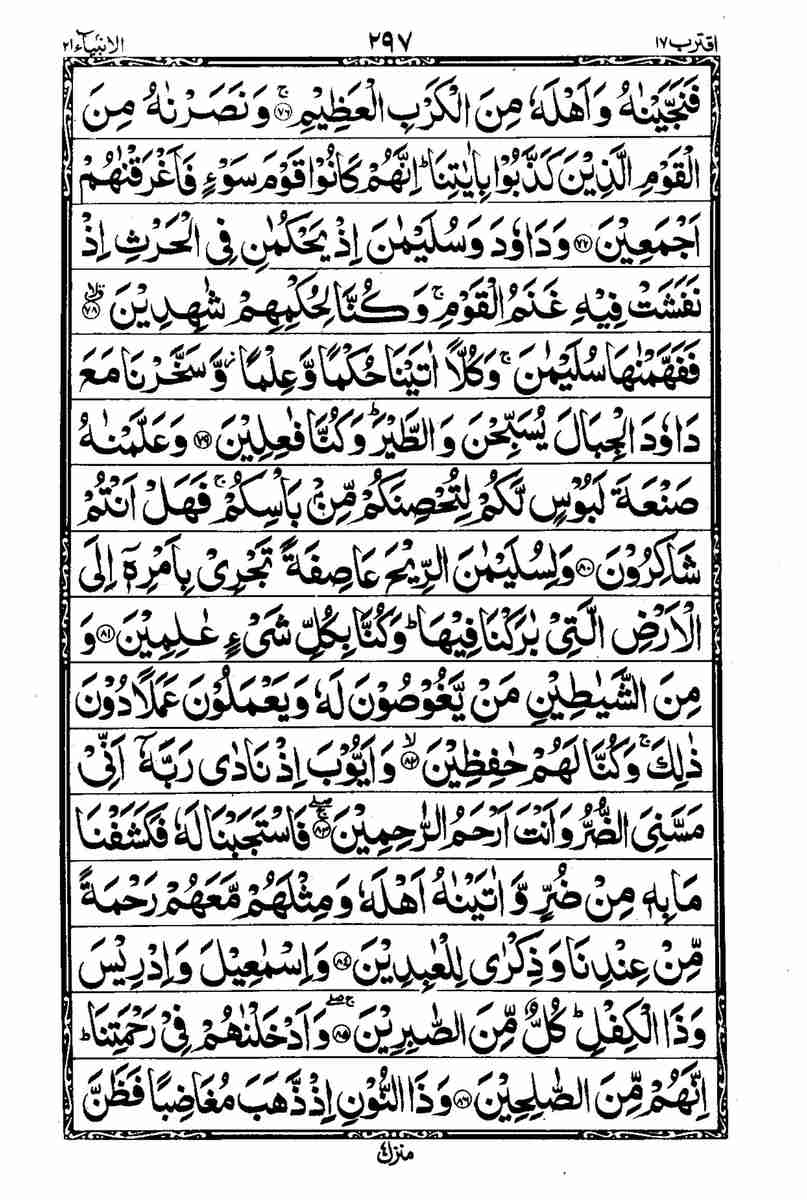 اقترب ۱۷
۲۹۷
الانبیاء ۲۱
فَنَجَّيْنٰهُ وَاَهْلَهٗ مِنَ الْكَرْبِ الْعَظِيْمِ ۚ‏﴿۷۶﴾ وَنَصَرْنٰهُ مِنَ
الْقَوْمِ الَّذِيْنَ كَذَّبُوْا بِاٰيٰتِنَا ؕ اِنَّهُمْ كَانُوْا قَوْمَ سَوْءٍ فَاَغْرَقْنٰهُمْ
اَجْمَعِيْنَ ﴿۷۷﴾ وَدَاوٗدَ وَسُلَيْمٰنَ اِذْ يَحْكُمٰنِ فِى الْحَرْثِ اِذْ
نَفَشَتْ فِيْهِ غَنَمُ الْقَوْمِ ۚ وَكُنَّا لِحُكْمِهِمْ شٰهِدِيْنَ ۙۗ‏﴿۷۸﴾
فَفَهَّمْنٰهَا سُلَيْمٰنَ ۚ وَكُلًّا اٰتَيْنَا حُكْمًا وَّعِلْمًا ؗ وَّسَخَّرْنَا مَعَ
دَاوٗدَ الْجِبَالَ يُسَبِّحْنَ وَالطَّيْرَ ؕ وَكُنَّا فٰعِلِيْنَ ﴿۷۹﴾ وَعَلَّمْنٰهُ
صَنْعَةَ لَبُوْسٍ لَّكُمْ لِتُحْصِنَكُمْ مِّنْۢ بَاْسِكُمْ ۚ فَهَلْ اَنْتُمْ
شَاكِرُوْنَ ﴿۸۰﴾ وَلِسُلَيْمٰنَ الرِّيْحَ عَاصِفَةً تَجْرِىْ بِاَمْرِهٖۤ اِلَى
الْاَرْضِ الَّتِىْ بٰرَكْنَا فِيْهَا ؕ وَكُنَّا بِكُلِّ شَىْءٍ عٰلِمِيْنَ ﴿۸۱﴾ وَ
مِنَ الشَّيٰطِيْنِ مَنْ يَّغُوْصُوْنَ لَهٗ وَيَعْمَلُوْنَ عَمَلًا دُوْنَ
ذٰلِكَ ۚ وَكُنَّا لَهُمْ حٰفِظِيْنَ ۙ‏﴿۸۲﴾ وَاَيُّوْبَ اِذْ نَادٰى رَبَّهٗۤ اَنِّىْ
مَسَّنِىَ الضُّرُّ وَاَنْتَ اَرْحَمُ الرّٰحِمِيْنَ ۚۖ‏﴿۸۳﴾ فَاسْتَجَبْنَا لَهٗ فَكَشَفْنَا
مَا بِهٖ مِنْ ضُرٍّ وَّاٰتَيْنٰهُ اَهْلَهٗ وَمِثْلَهُمْ مَّعَهُمْ رَحْمَةً
مِّنْ عِنْدِنَا وَذِكْرٰى لِلْعٰبِدِيْنَ ﴿۸۴﴾ وَاِسْمٰعِيْلَ وَاِدْرِيْسَ
وَذَا الْكِفْلِ ؕ كُلٌّ مِّنَ الصّٰبِرِيْنَ ۚۖ‏﴿۸۵﴾ وَاَدْخَلْنٰهُمْ فِىْ رَحْمَتِنَا ؕ
اِنَّهُمْ مِّنَ الصّٰلِحِيْنَ ﴿۸۶﴾ وَذَا النُّوْنِ اِذْ ذَّهَبَ مُغَاضِبًا فَظَنَّ
منزل ۴